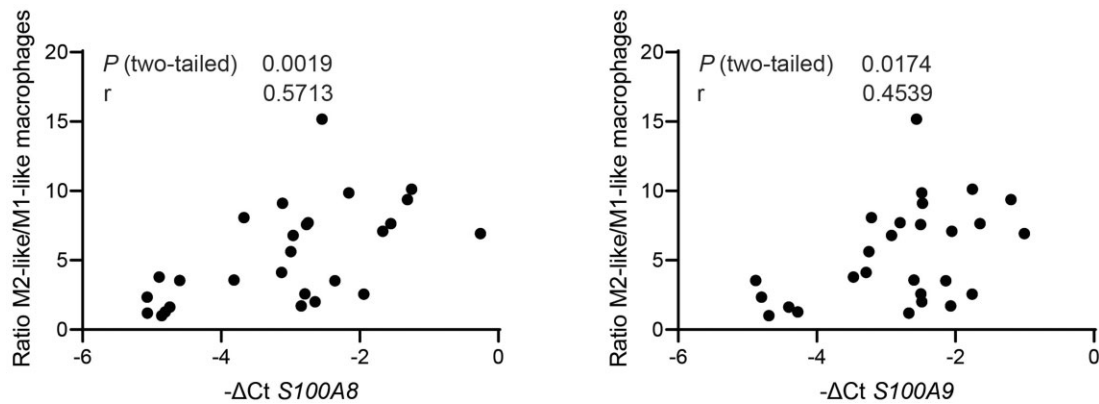 Ratio M2-like/M1-like macrophages
20
15
10
5
0
P (two-tailed) 0.0019
r 0.5713
-6 -4 -2 0
-ΔCt S100A8
Ratio M2-like/M1-like macrophages
20
15
10
5
0
P (two-tailed) 0.0174
r 0.4539
-6 -4 -2 0
-ΔCt S100A9